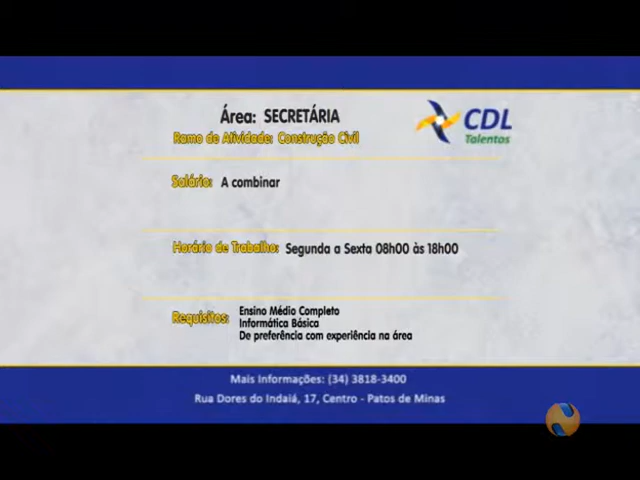 Área: SECRETÁRIA
Ramo de Atividade: Construção Civil
CDL
Talentos
Salário: A combinar
Horário de Trabalho: Segunda a Sexta 08h00 às 18h00
Requisitos: Ensino Médio Completo
Informática Básica
De preferência com experiência na área
Mais Informações: (34) 3818-3400
Rua Dores do Indaiá, 17, Centro - Patos de Minas